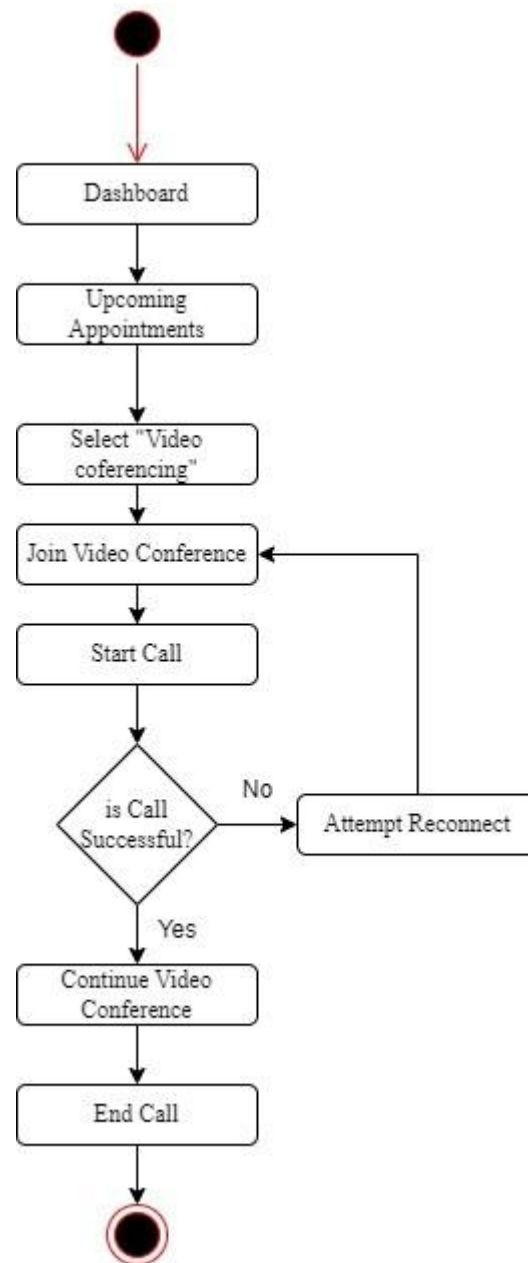 Dashboard
Upcoming
Appointments
Select "Video
coferencing"
Join Video Conference
Start Call
is Call
Successful?
No
Attempt Reconnect
Yes
Continue Video
Conference
End Call